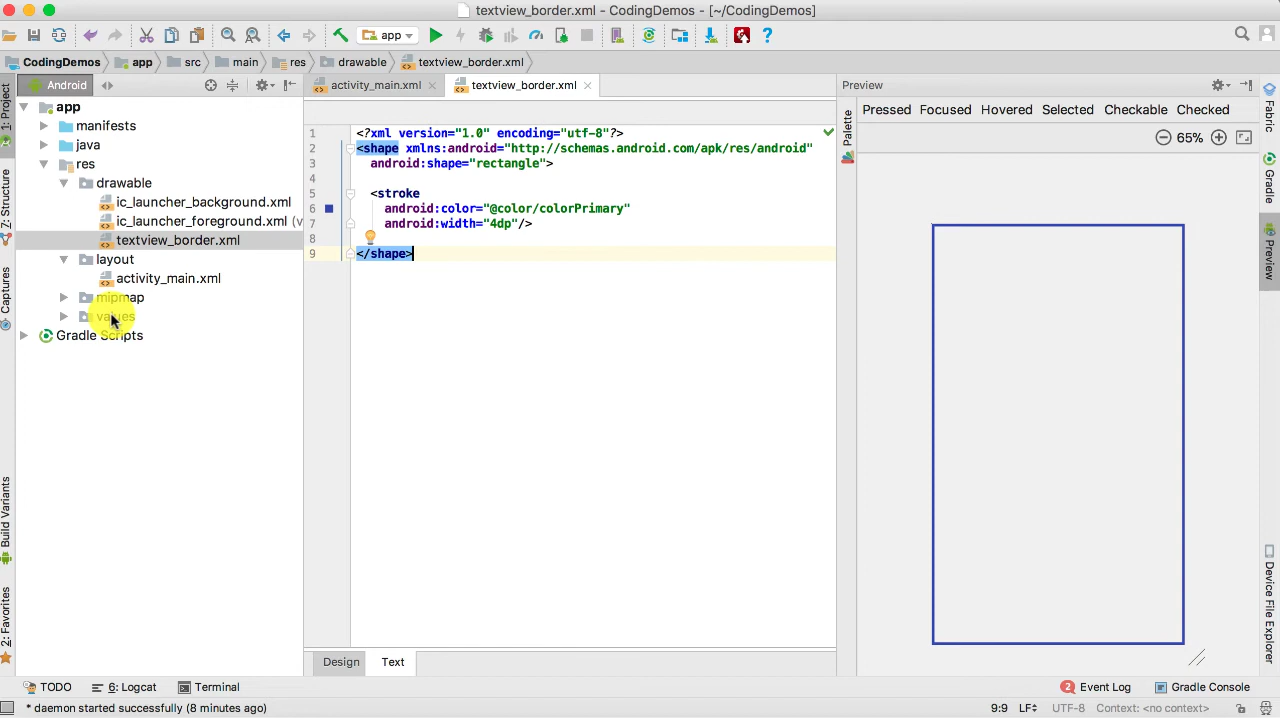 textview_border.xml - CodingDemos - [~/CodingDemos]
app
CodingDemos app src main res drawable textview_border.xml
Android
activity_main.xml
textview_border.xml
Preview
1: Project
Z: Structure
Captures
Build Variants
2: Favorites
app
manifests
java
res
drawable
ic_launcher_background.xml
ic_launcher_foreground.xml (v
textview_border.xml
layout
activity_main.xml
mipmap
values
Gradle Scripts
1 <?xml version="1.0" encoding="utf-8"?>
2 <shape xmlns:android="http://schemas.android.com/apk/res/android"
3 android:shape="rectangle">
4
5 <stroke
6 android:color="@color/colorPrimary"
7 android:width="4dp"/>
8
9 </shape>
Design Text
Palette
Pressed Focused Hovered Selected Checkable Checked
65%
Fabric
Gradle
Preview
Device File Explorer
TODO 6: Logcat Terminal
2 Event Log Gradle Console
* daemon started successfully (8 minutes ago)
9:9 LF÷ UTF-8 Context: <no context>